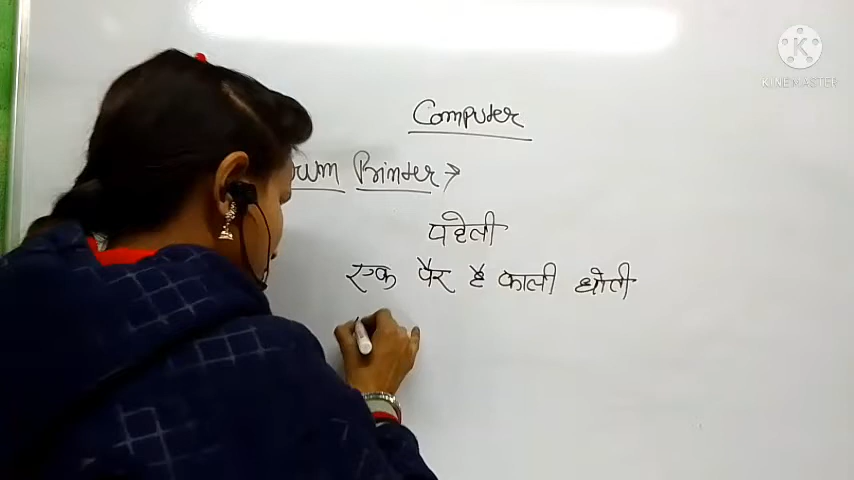 Computer
Printer →
पहेली
एक पैर है काली धोती
K
KINEMASTER